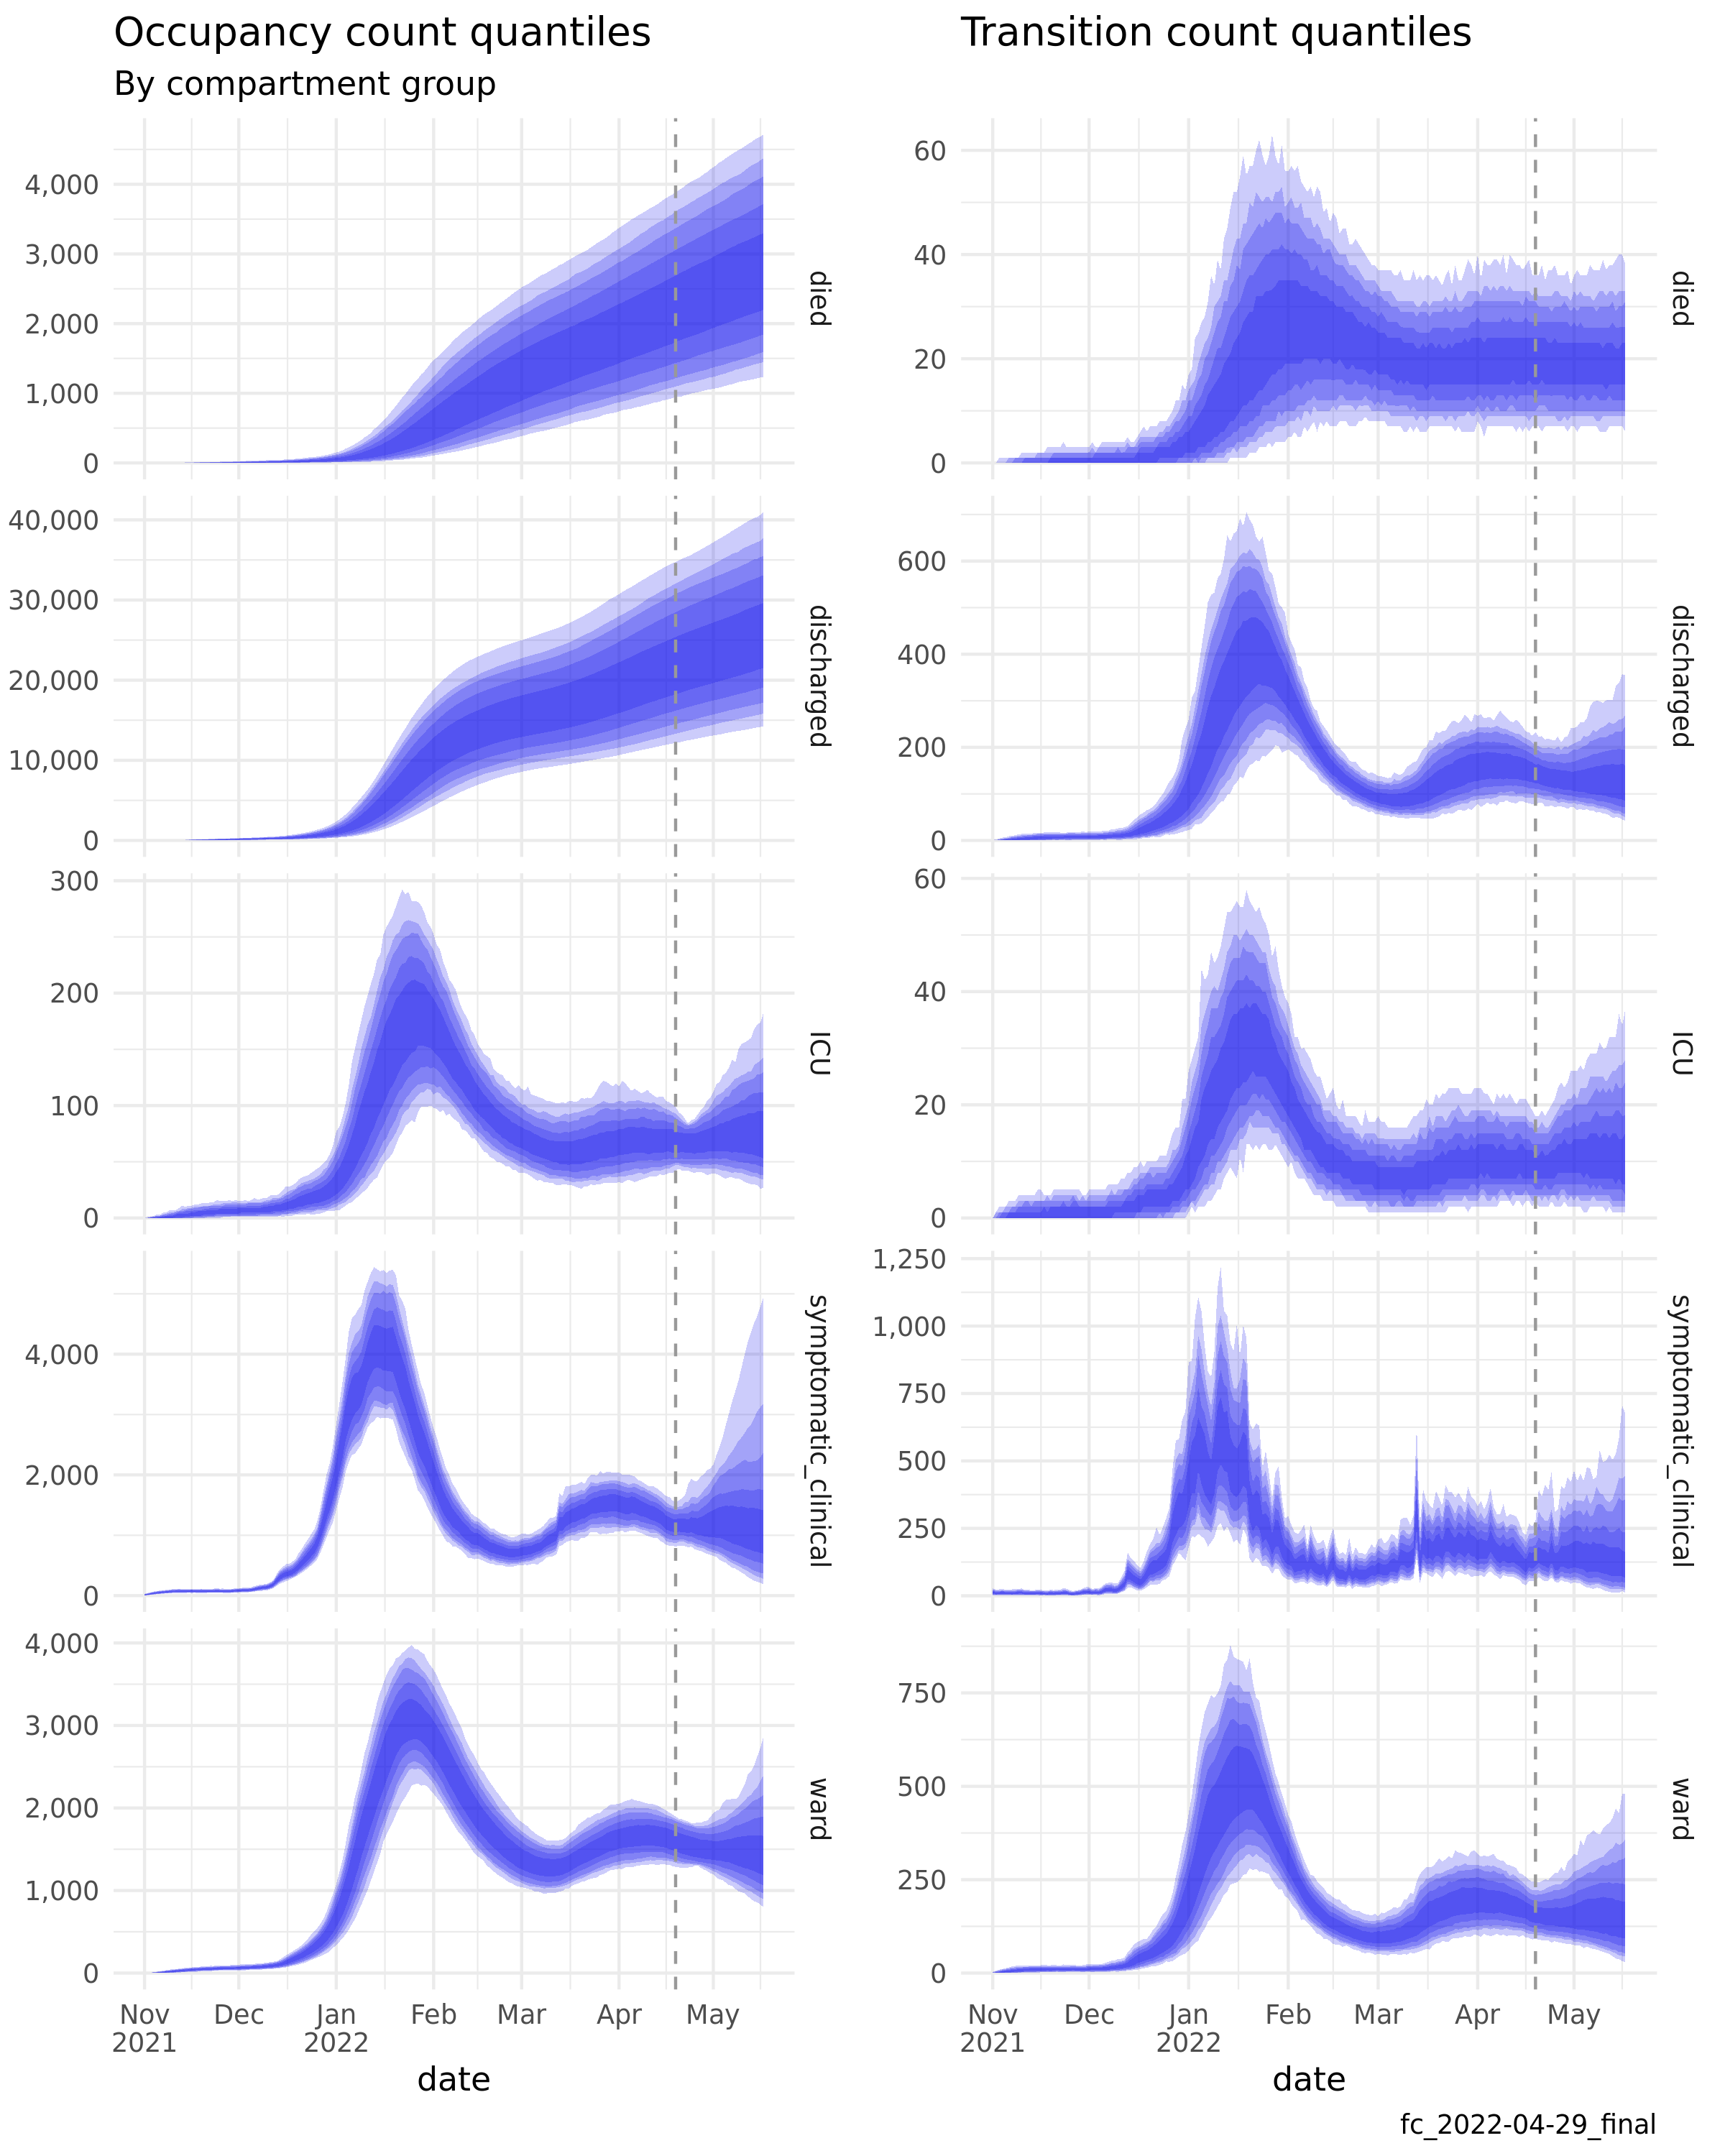 Occupancy count quantiles
By compartment group
Transition count quantiles
4,000
3,000
2,000
1,000
0
died
60
40
20
0
died
40,000
30,000
20,000
10,000
0
discharged
600
400
200
0
discharged
300
200
100
0
ICU
60
40
20
0
ICU
4,000
2,000
0
symptomatic_clinical
1,250
1,000
750
500
250
0
symptomatic_clinical
4,000
3,000
2,000
1,000
0
ward
750
500
250
0
ward
Nov Dec Jan Feb Mar Apr May
2021 2022
date
Nov Dec Jan Feb Mar Apr May
2021 2022
date
fc_2022-04-29_final